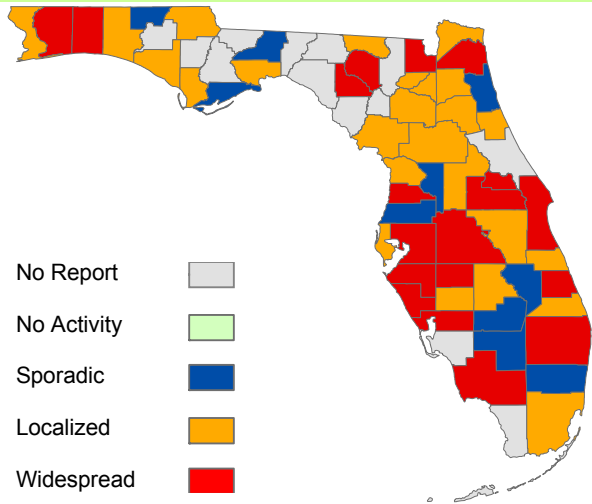 No Report
No Activity
Sporadic
Localized
Widespread